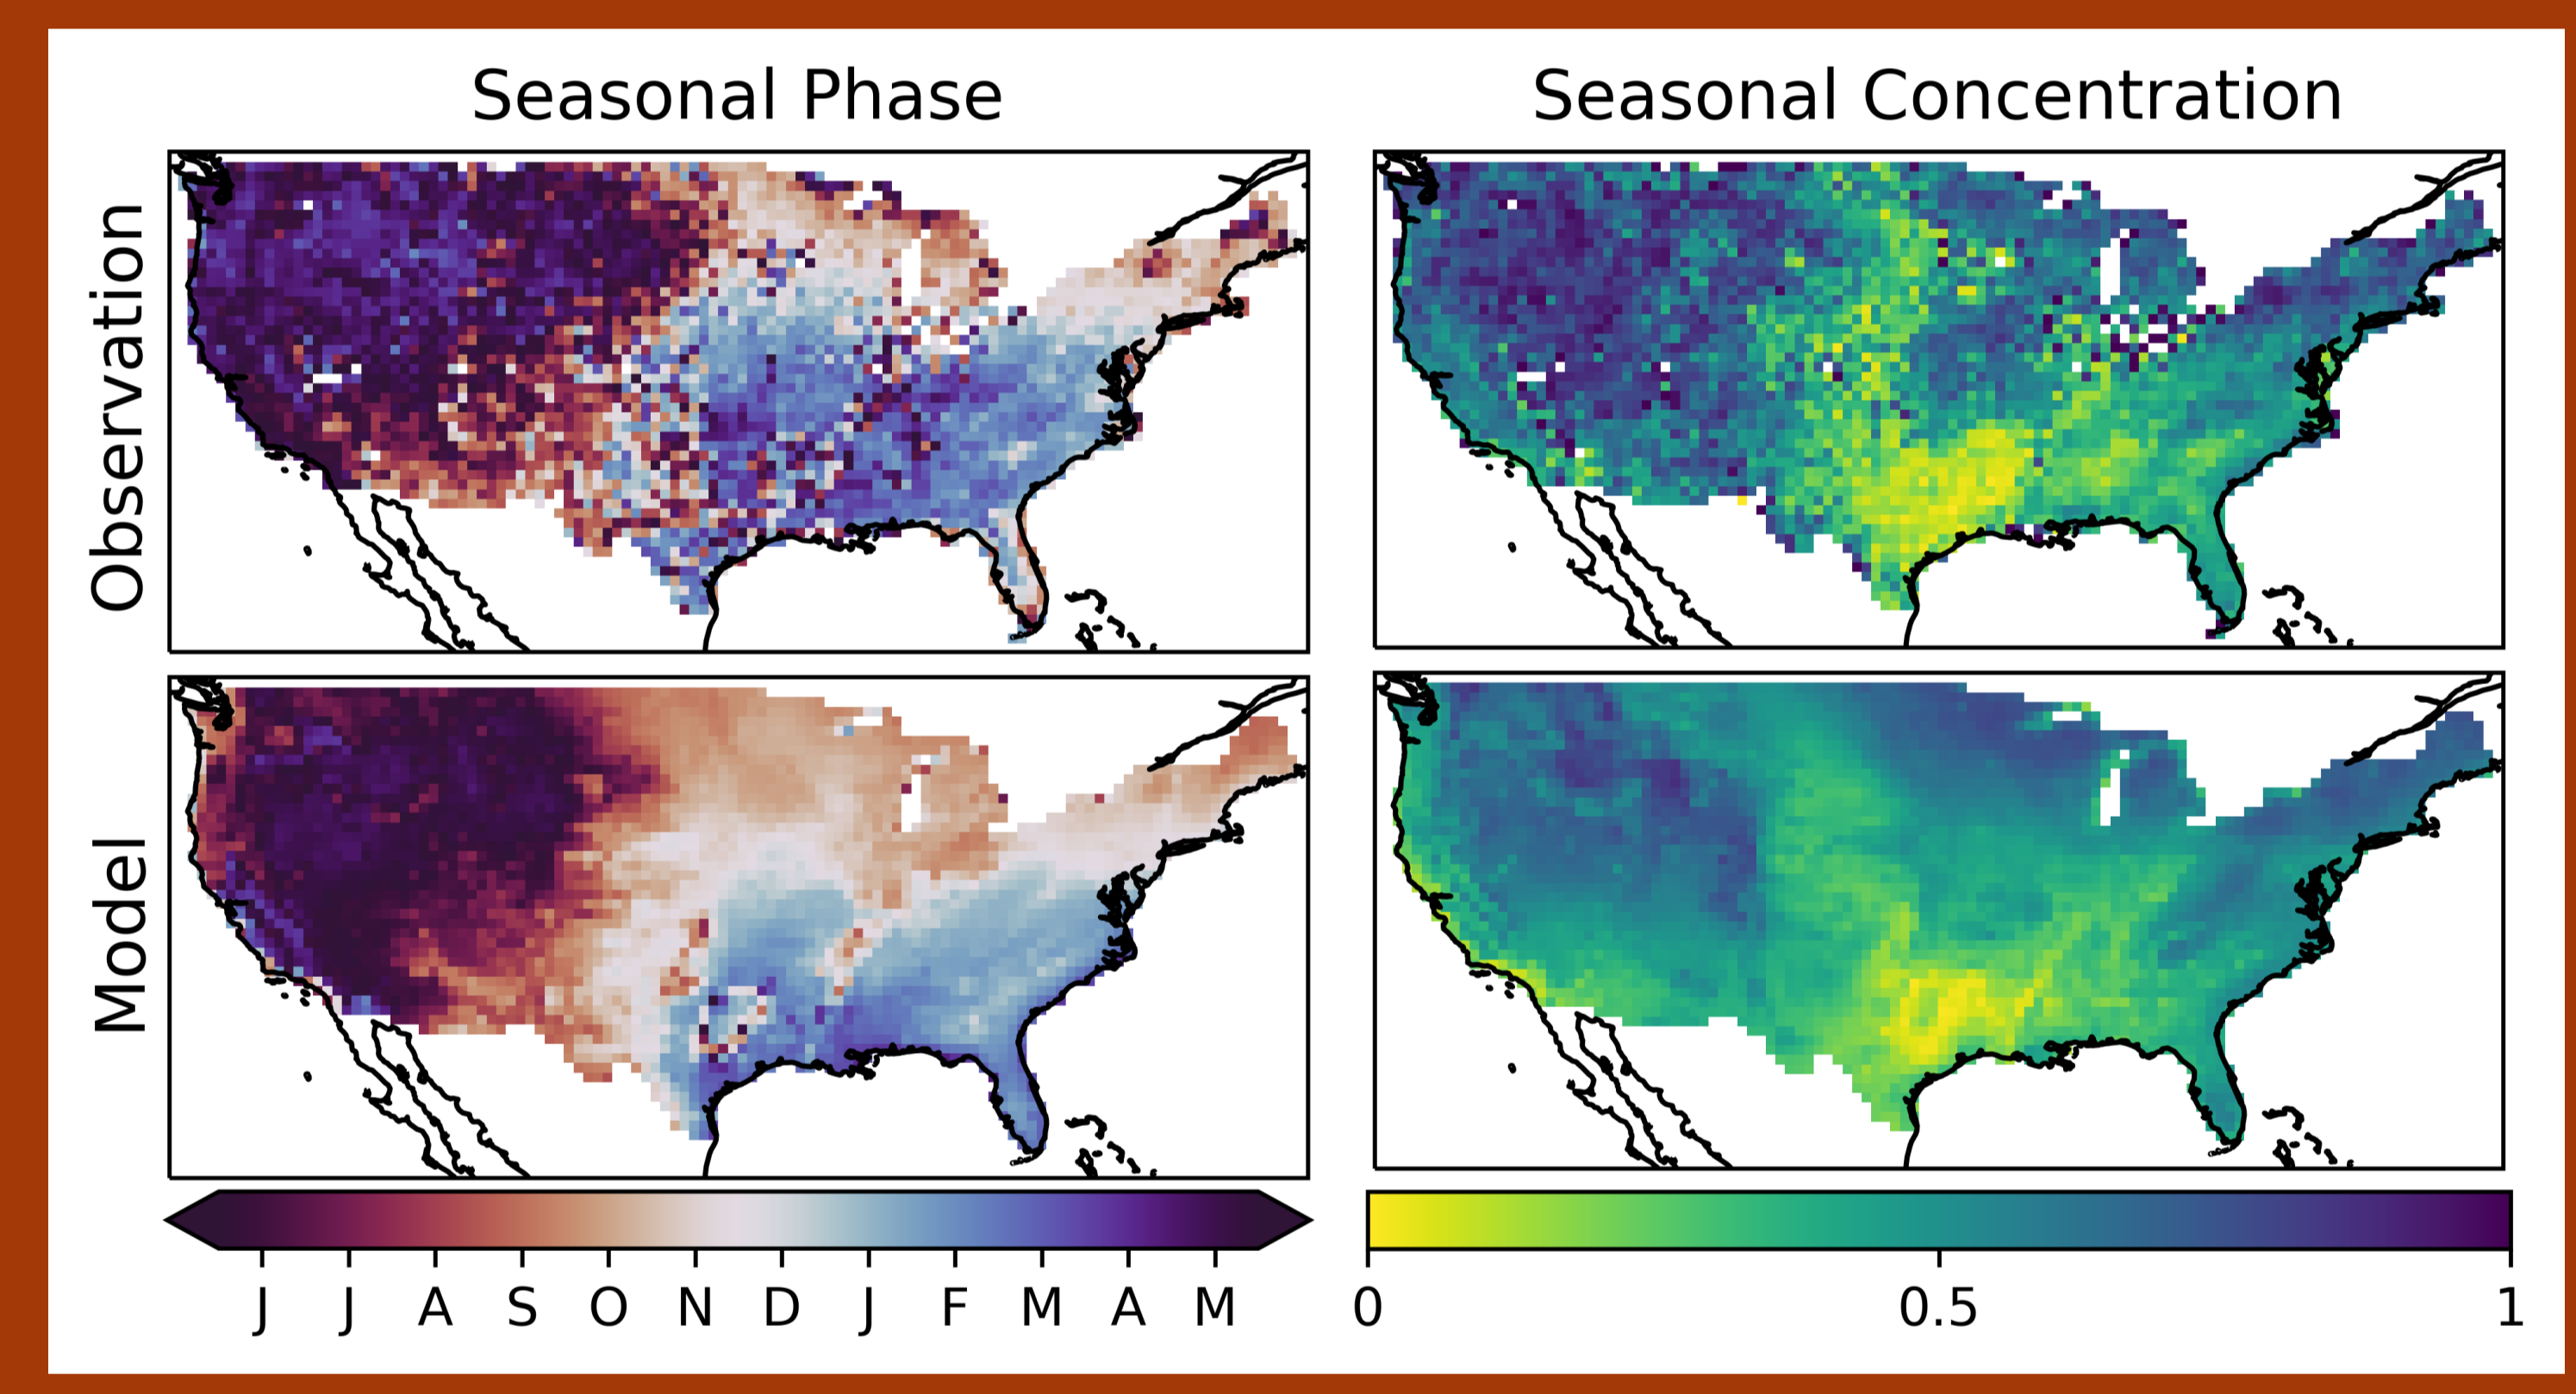 Seasonal Phase
Seasonal Concentration
Observation
Model
J J A S O N D J F M A M
0 0.5 1